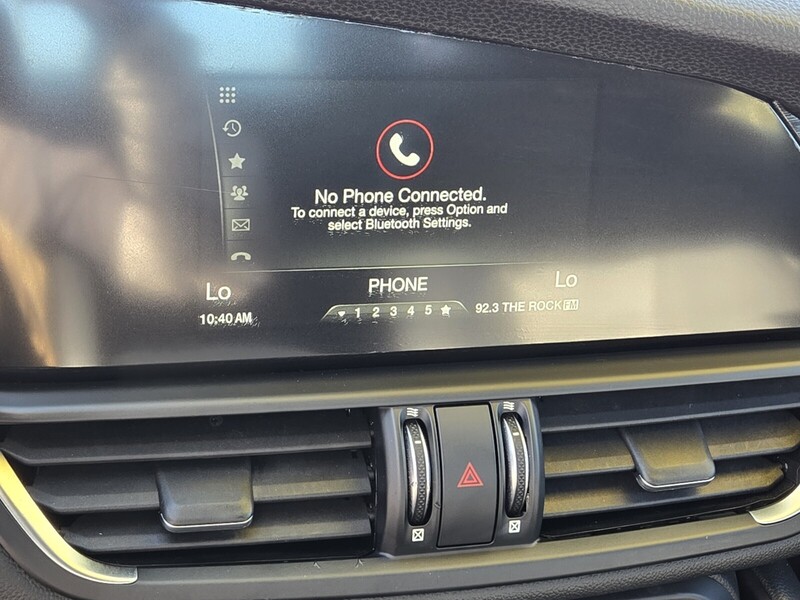 No Phone Connected.
To connect a device, press Option and
select Bluetooth Settings.
Lo
PHONE
Lo
10:40 AM
1 2 3 4 5
92.3 THE ROCK FM